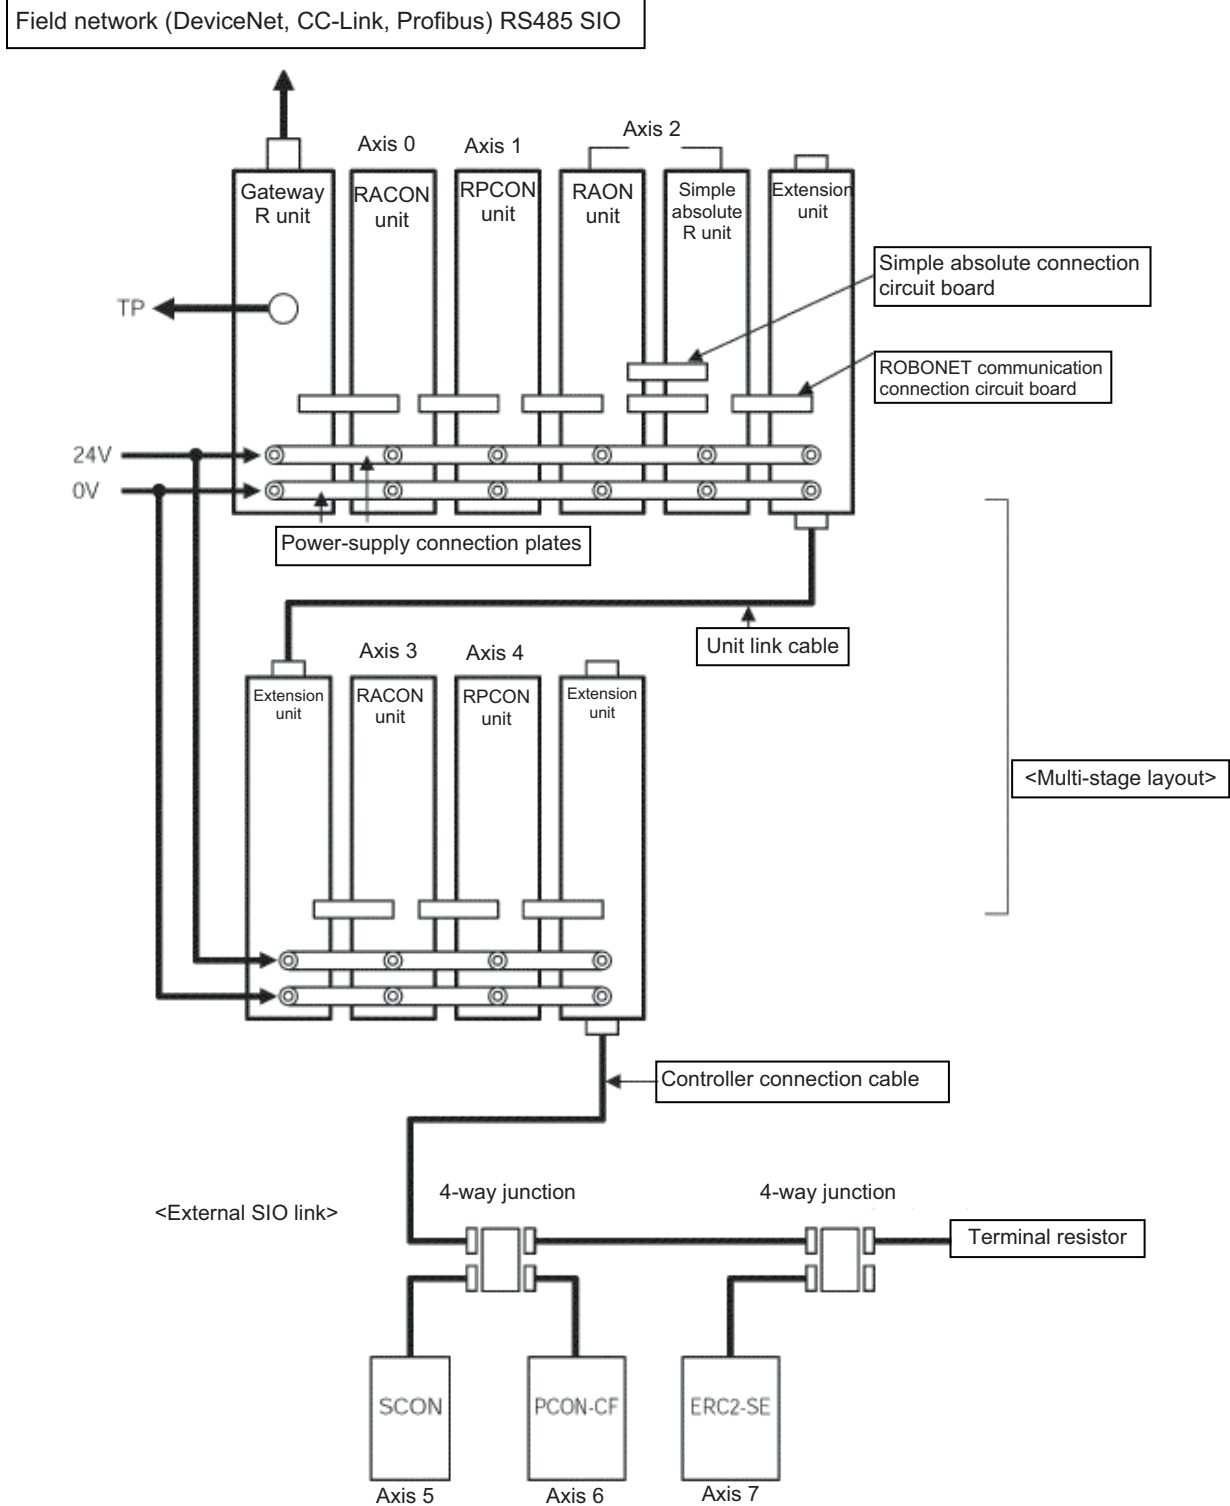 Field network (DeviceNet, CC-Link, Profibus) RS485 SIO
Axis 0
Axis 1
Axis 2
Gateway
R unit
RACON
unit
RPCON
unit
RAON
unit
Simple
absolute
R unit
Extension
unit
Simple absolute connection
circuit board
TP
ROBONET communication
connection circuit board
24V
0V
Power-supply connection plates
Unit link cable
Axis 3
Axis 4
Extension
unit
RACON
unit
RPCON
unit
Extension
unit
<Multi-stage layout>
Controller connection cable
4-way junction
4-way junction
<External SIO link>
Terminal resistor
SCON
PCON-CF
ERC2-SE
Axis 5
Axis 6
Axis 7